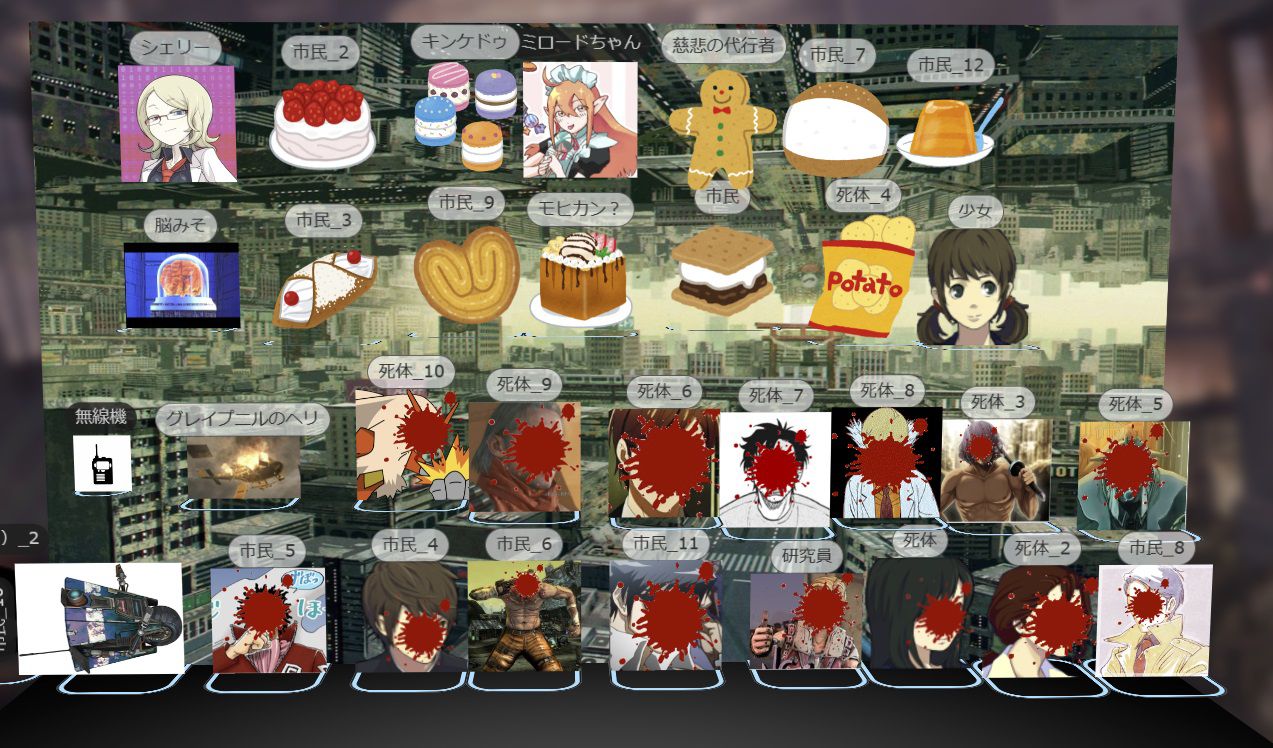 シェリー
市民_2
キンケドゥ
ミロードちゃん
慈悲の代行者
市民_7
市民_12
脳みそ
市民_3
市民_9
モヒカン？
市民
死体_4
少女
Potato
無線機
グレイプニルのヘリ
死体_10
死体_9
死体_6
死体_7
死体_8
死体_3
死体_5
）_2
市民_5
市民_4
市民_6
市民_11
研究員
死体
死体_2
市民_8